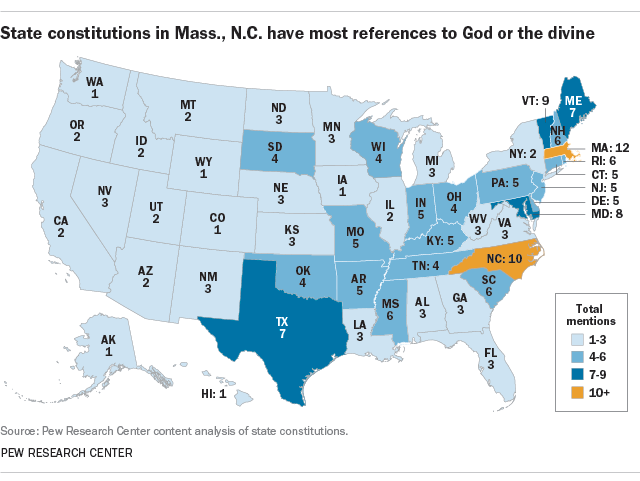 State constitutions in Mass., N.C. have most references to God or the divine
WA
1
OR
2
CA
2
NV
3
ID
2
MT
2
WY
1
UT
2
AZ
2
CO
1
NM
3
ND
3
SD
4
NE
3
KS
3
OK
4
TX
7
MN
3
IA
1
MO
5
AR
5
LA
3
WI
4
IL
2
MI
3
IN
5
OH
4
KY: 5
TN: 4
MS
6
AL
3
GA
3
FL
3
SC
6
NC: 10
VA
3
WV
3
PA: 5
NY: 2
VT: 9
NH
6
ME
7
MA: 12
RI: 6
CT: 5
NJ: 5
DE: 5
MD: 8
AK
1
HI: 1
Total
mentions
1-3
4-6
7-9
10+
Source: Pew Research Center content analysis of state constitutions.
PEW RESEARCH CENTER